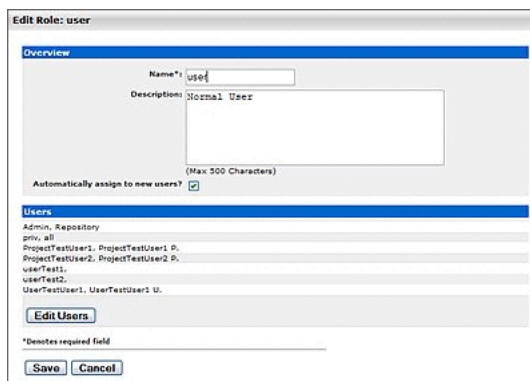 Edit Role: user
Overview
Name*: user
Description: Normal User
(Max 500 Characters)
Automatically assign to new users?
Users
Admin, Repository
priv, all
ProjectTestUser1, ProjectTestUser1 P.
ProjectTestUser2, ProjectTestUser2 P.
userTest1,
userTest2,
UserTestUser1, UserTestUser1 U.
Edit Users
*Denotes required field
Save Cancel